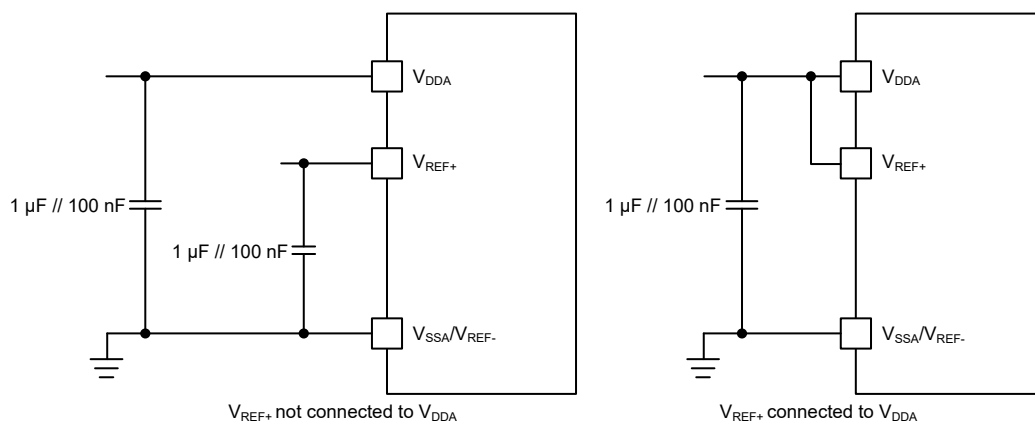 V_DDA
V_REF+
1 µF // 100 nF
1 µF // 100 nF
V_SSA/V_REF-
V_REF+ not connected to V_DDA
V_DDA
V_REF+
1 µF // 100 nF
V_SSA/V_REF-
V_REF+ connected to V_DDA